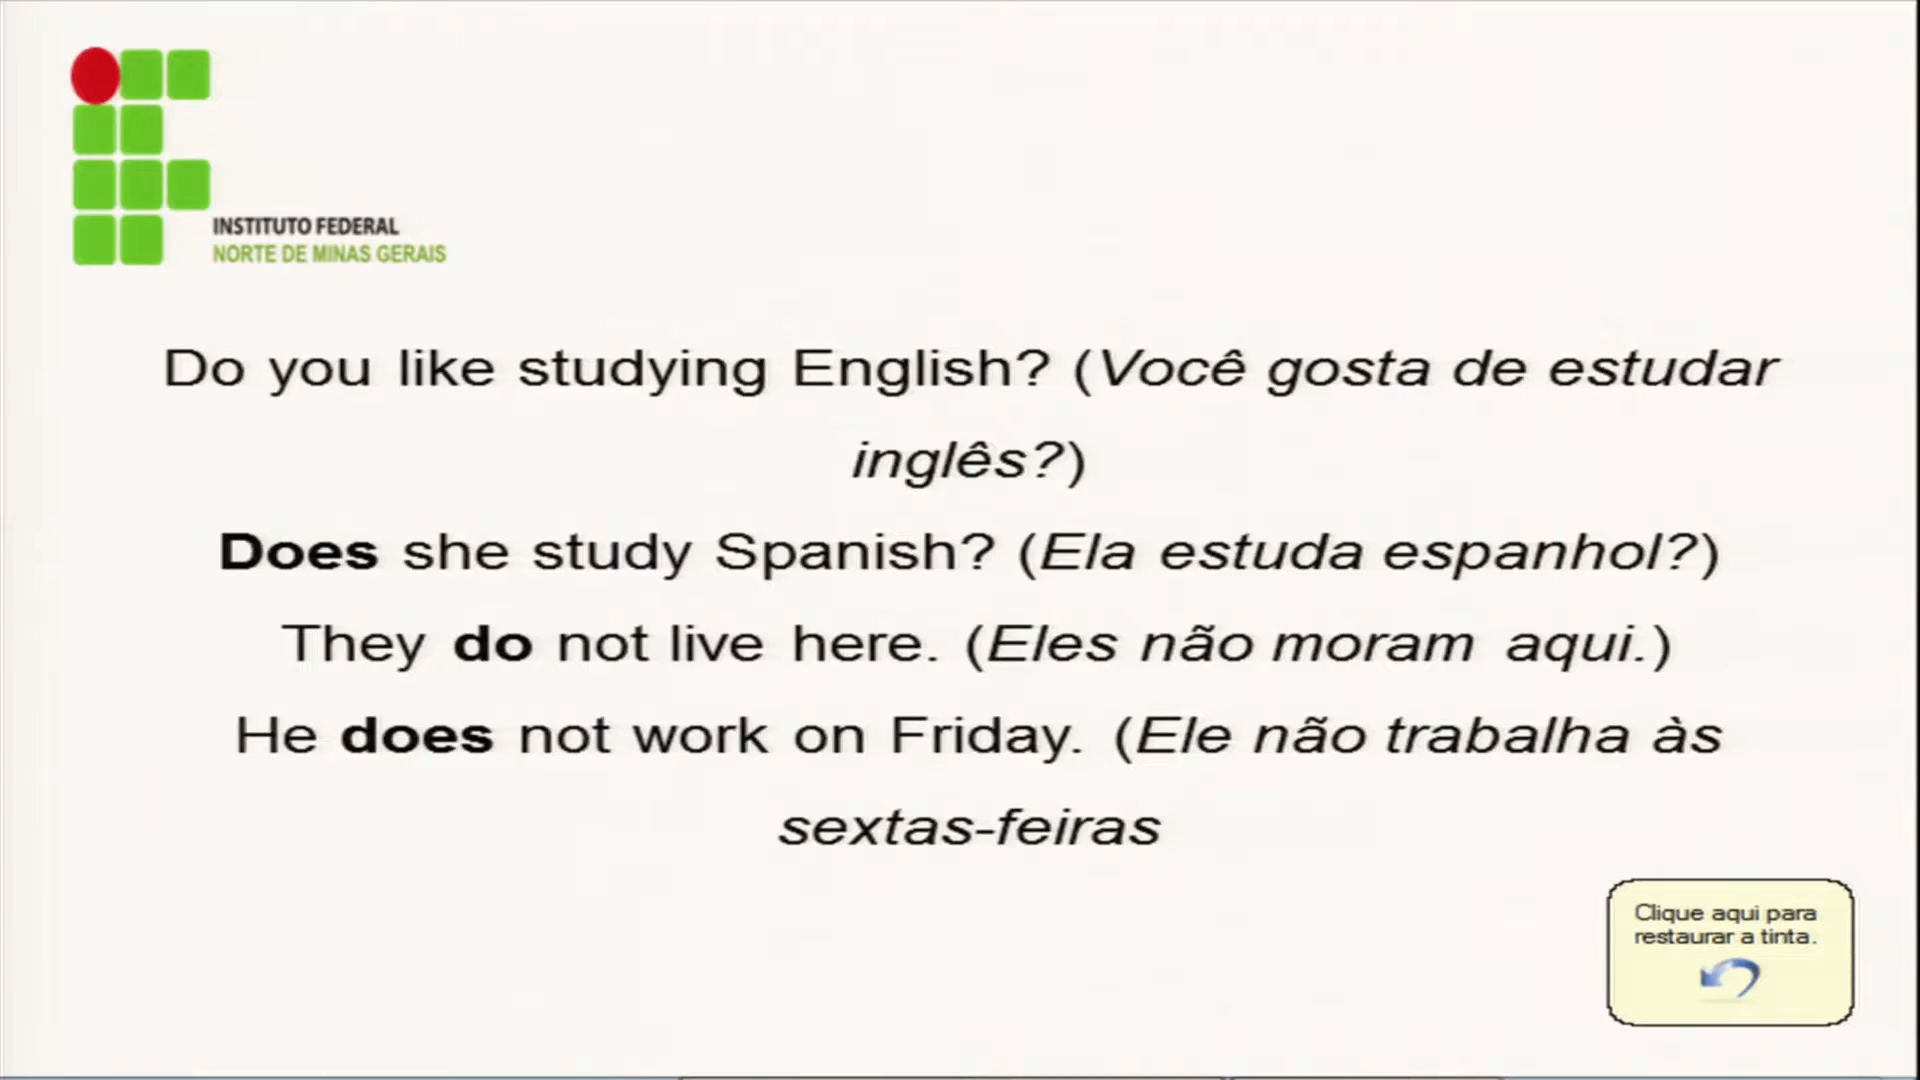 INSTITUTO FEDERAL
NORTE DE MINAS GERAIS
Do you like studying English? (Você gosta de estudar
inglês?)
Does she study Spanish? (Ela estuda espanhol?)
They do not live here. (Eles não moram aqui.)
He does not work on Friday. (Ele não trabalha às
sextas-feiras
Clique aqui para
restaurar a tinta.